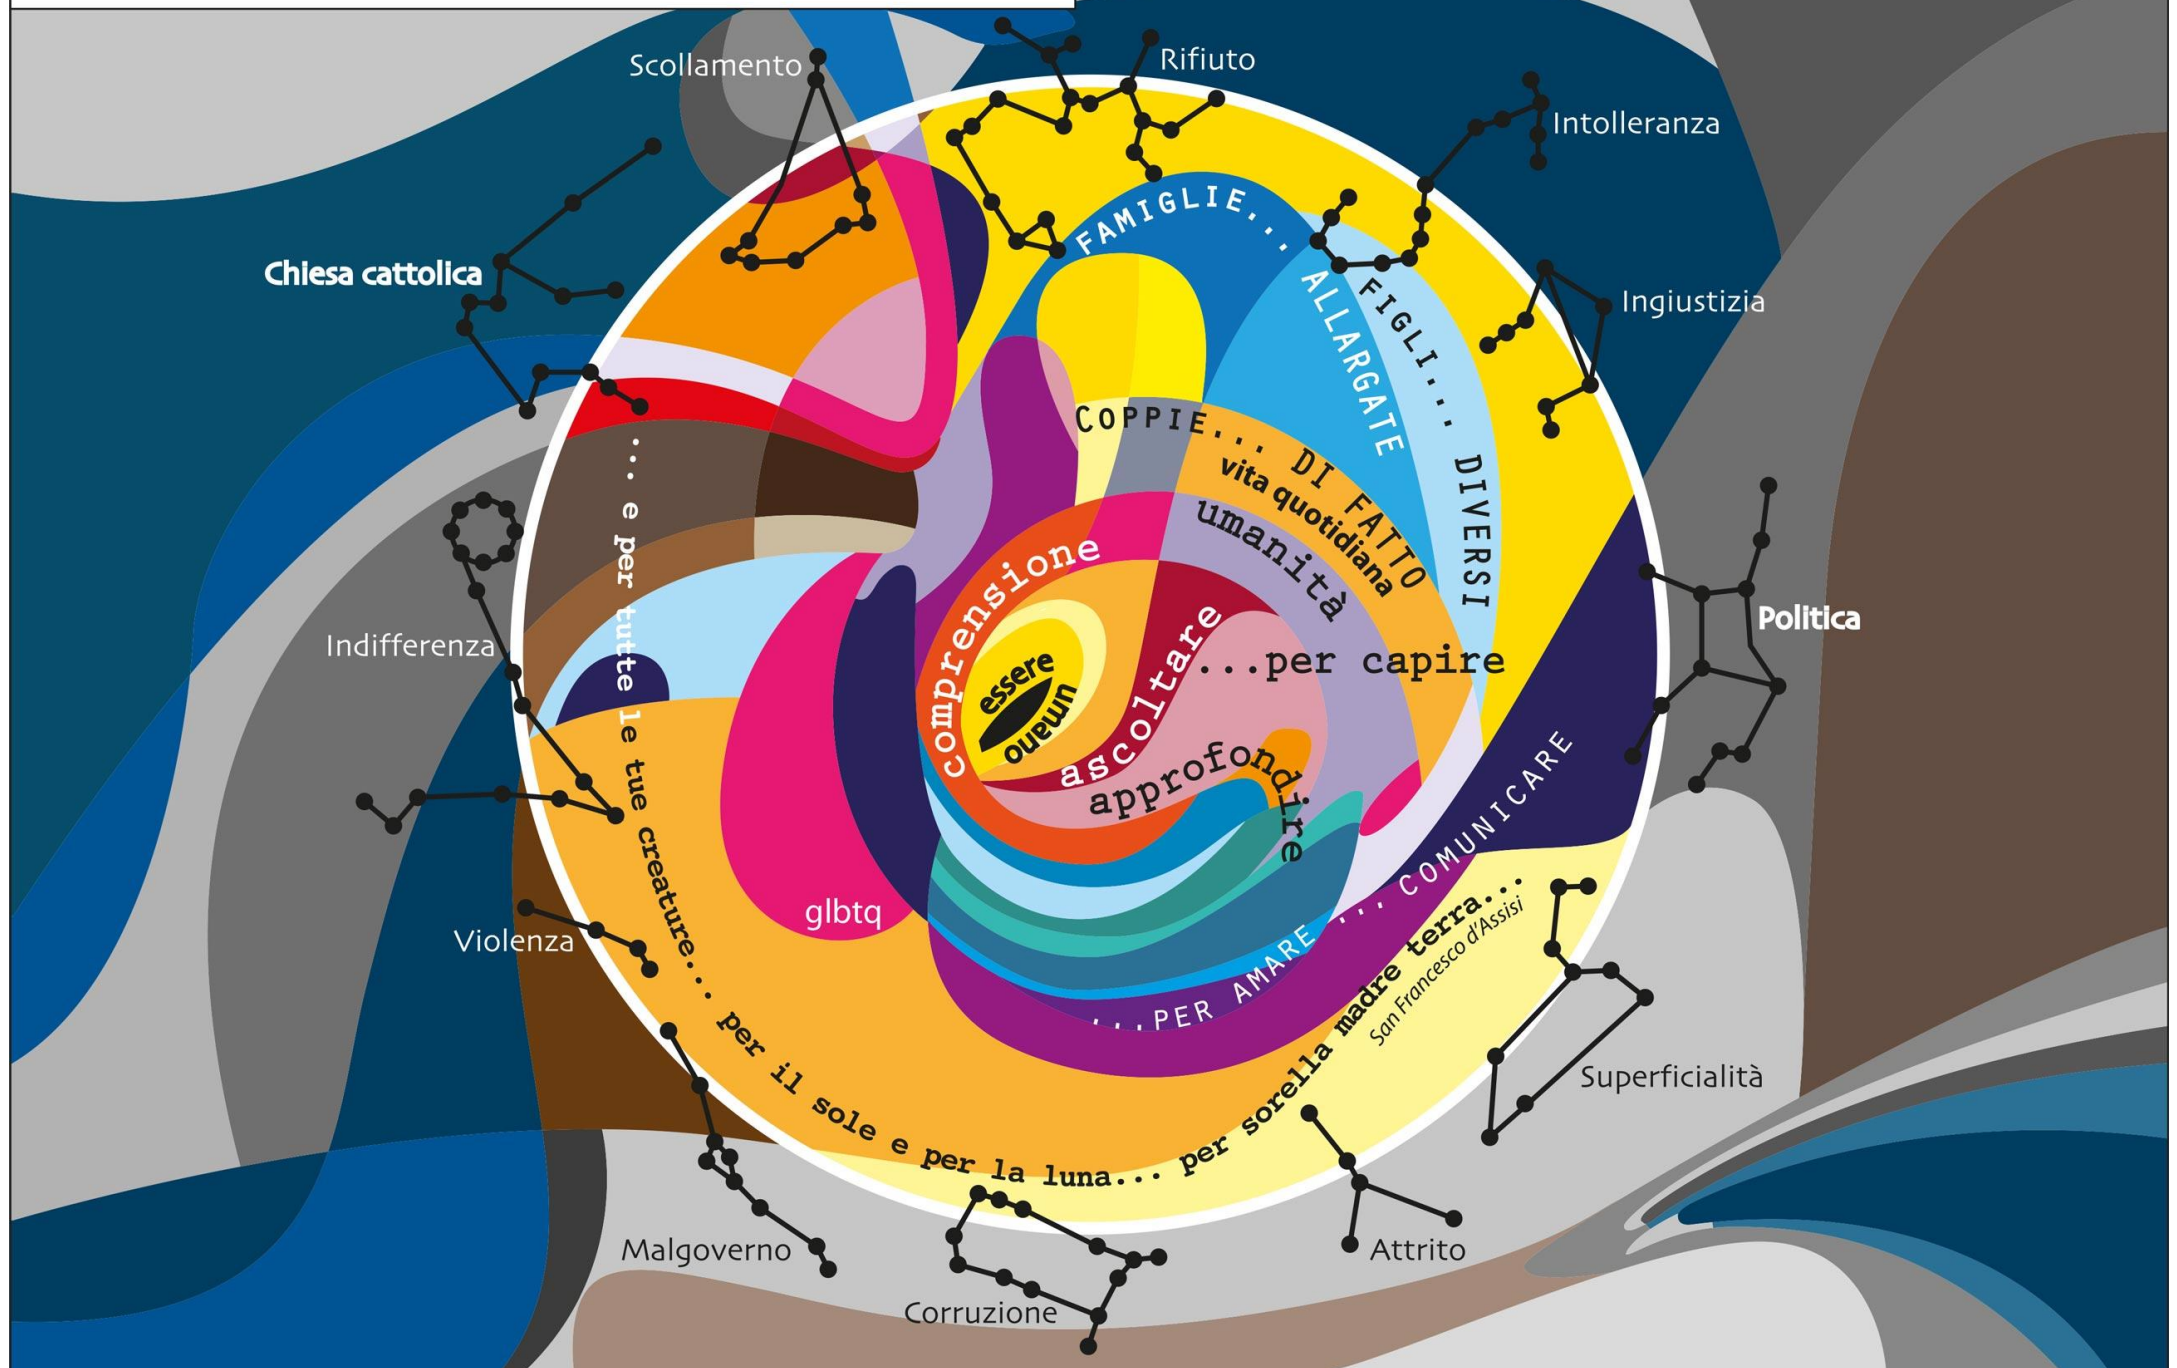 Scollamento
Rifiuto
Intolleranza
Chiesa cattolica
Ingiustizia
Indifferenza
Politica
Violenza
Superficialità
Malgoverno
Corruzione
Attrito
FAMIGLIE... ALLARGATE
FIGLI... DIVERSI
COPPIE... DI FATTO
vita quotidiana
umanità
comprensione
essere
umano
ascoltare
...per capire
approfondire
glbtq
...PER AMARE ... COMUNICARE
... e per tutte le tue creature... per il sole e per la luna... per sorella madre terra...
San Francesco d'Assisi